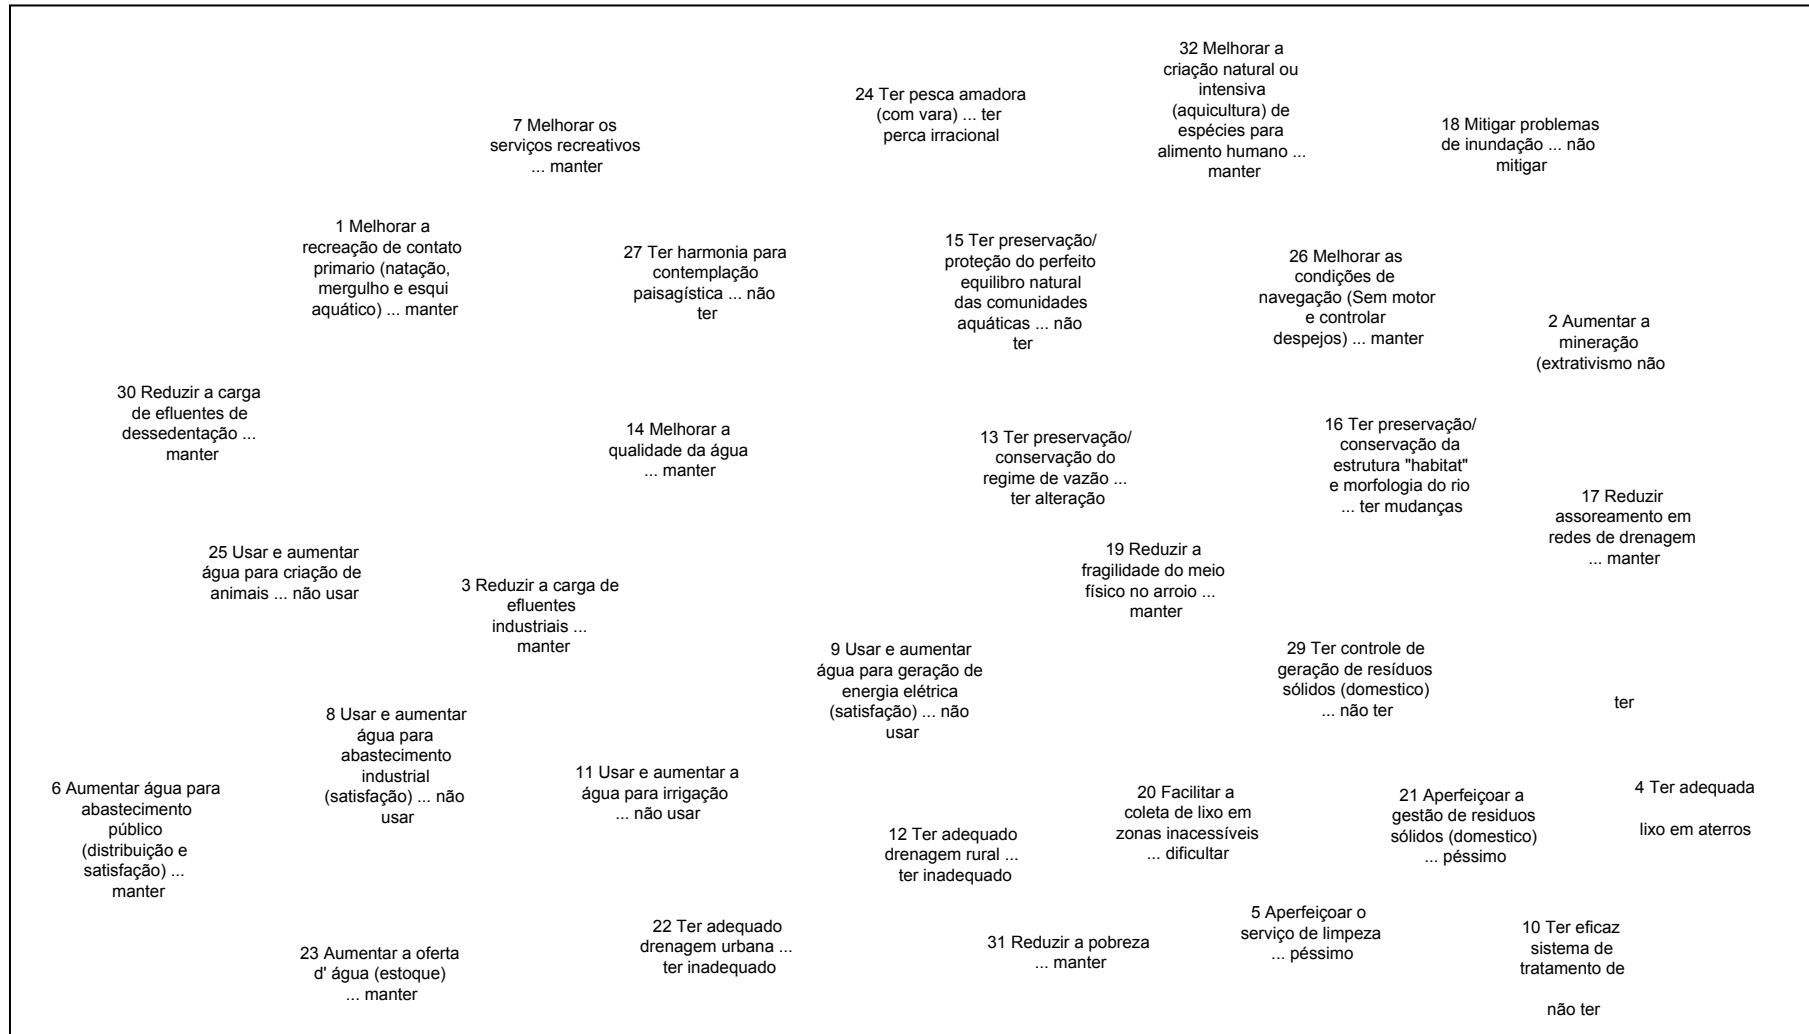 32 Melhorar a
criação natural ou
intensiva
(aquicultura) de
espécies para
alimento humano ...
manter
24 Ter pesca amadora
(com vara) ... ter
perca irracional
7 Melhorar os
serviços recreativos
... manter
18 Mitigar problemas
de inundação ... não
mitigar
1 Melhorar a
recreação de contato
primario (natação,
mergulho e esqui
aquático) ... manter
27 Ter harmonia para
contemplação
paisagística ... não
ter
15 Ter preservação/
proteção do perfeito
equilibro natural
das comunidades
aquáticas ... não
ter
26 Melhorar as
condições de
navegação (Sem motor
e controlar
despejos) ... manter
2 Aumentar a
mineração
(extrativismo não
30 Reduzir a carga
de efluentes de
dessedentação ...
manter
14 Melhorar a
qualidade da água
... manter
13 Ter preservação/
conservação do
regime de vazão ...
ter alteração
16 Ter preservação/
conservação da
estrutura "habitat"
e morfologia do rio
... ter mudanças
17 Reduzir
assoreamento em
redes de drenagem
... manter
25 Usar e aumentar
água para criação de
animais ... não usar
3 Reduzir a carga de
efluentes
industriais ...
manter
19 Reduzir a
fragilidade do meio
físico no arroio ...
manter
9 Usar e aumentar
água para geração de
energia elétrica
(satisfação) ... não
usar
29 Ter controle de
geração de resíduos
sólidos (domestico)
... não ter
ter
8 Usar e aumentar
água para
abastecimento
industrial
(satisfação) ... não
usar
6 Aumentar água para
abastecimento
público
(distribuição e
satisfação) ...
manter
11 Usar e aumentar a
água para irrigação
... não usar
12 Ter adequado
drenagem rural ...
ter inadequado
20 Facilitar a
coleta de lixo em
zonas inacessíveis
... dificultar
21 Aperfeiçoar a
gestão de residuos
sólidos (domestico)
... péssimo
4 Ter adequada
lixo em aterros
23 Aumentar a oferta
d' água (estoque)
... manter
22 Ter adequado
drenagem urbana ...
ter inadequado
31 Reduzir a pobreza
... manter
5 Aperfeiçoar o
serviço de limpeza
... péssimo
10 Ter eficaz
sistema de
tratamento de
não ter